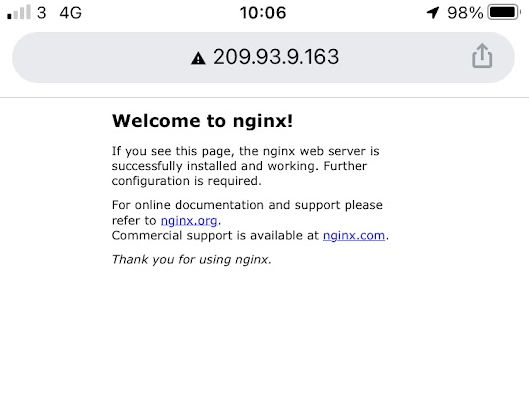 3 4G 10:06 98%
209.93.9.163
Welcome to nginx!
If you see this page, the nginx web server is
successfully installed and working. Further
configuration is required.
For online documentation and support please
refer to nginx.org.
Commercial support is available at nginx.com.
Thank you for using nginx.